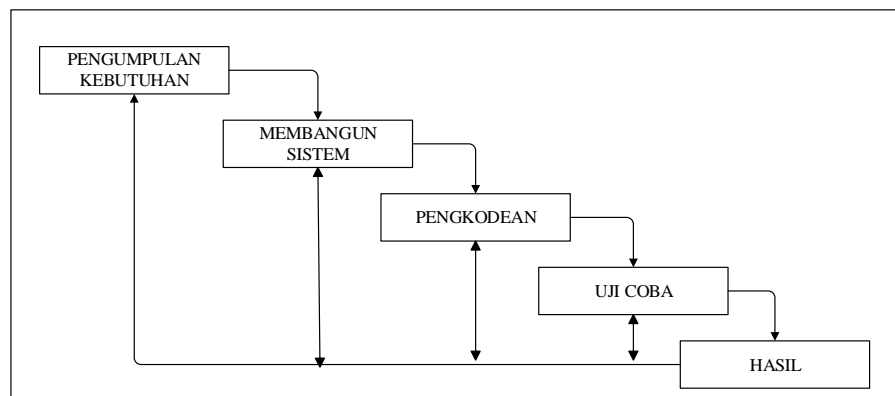 PENGUMPULAN
KEBUTUHAN
MEMBANGUN
SISTEM
PENGKODEAN
UJI COBA
HASIL